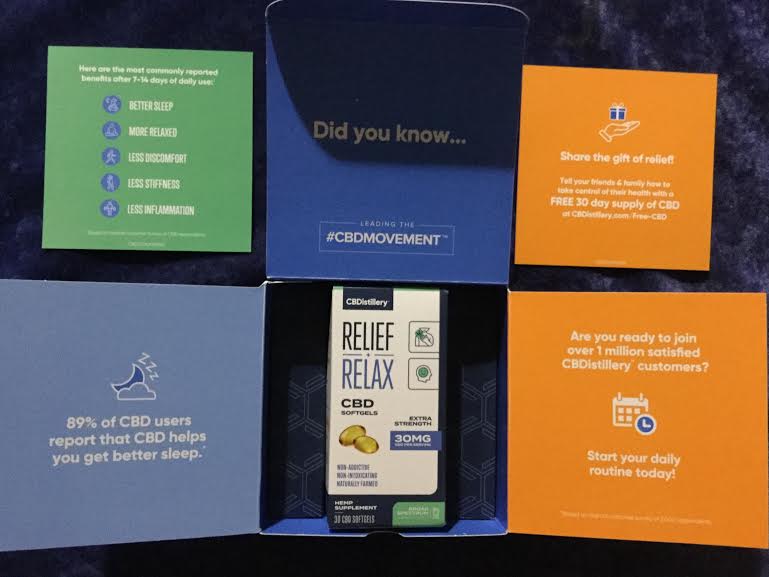 Here are the most commonly reported
benefits after 7-14 days of daily use:*
BETTER SLEEP
MORE RELAXED
LESS DISCOMFORT
LESS STIFFNESS
LESS INFLAMMATION
Did you know...
LEADING THE
#CBDMOVEMENT™
Share the gift of relief!
Tell your friends & family how to
take control of their health with a
FREE 30 day supply of CBD
at CBDistillery.com/Free-CBD
89% of CBD users
report that CBD helps
you get better sleep.*
CBDistillery
RELIEF
+
RELAX
CBD
SOFTGELS
EXTRA
STRENGTH
30MG
CBD PER SERVING
NON-ADDICTIVE
NON-INTOXICATING
NATURALLY FARMED
HEMP
SUPPLEMENT
30 CBD SOFTGELS
BROAD
SPECTRUM
Are you ready to join
over 1 million satisfied
CBDistillery® customers?
Start your daily
routine today!